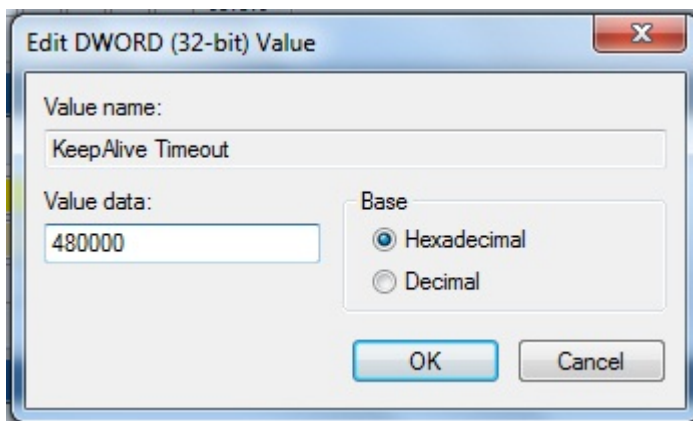 Edit DWORD (32-bit) Value
Value name:
KeepAlive Timeout
Value data:
480000
Base
Hexadecimal
Decimal
OK
Cancel